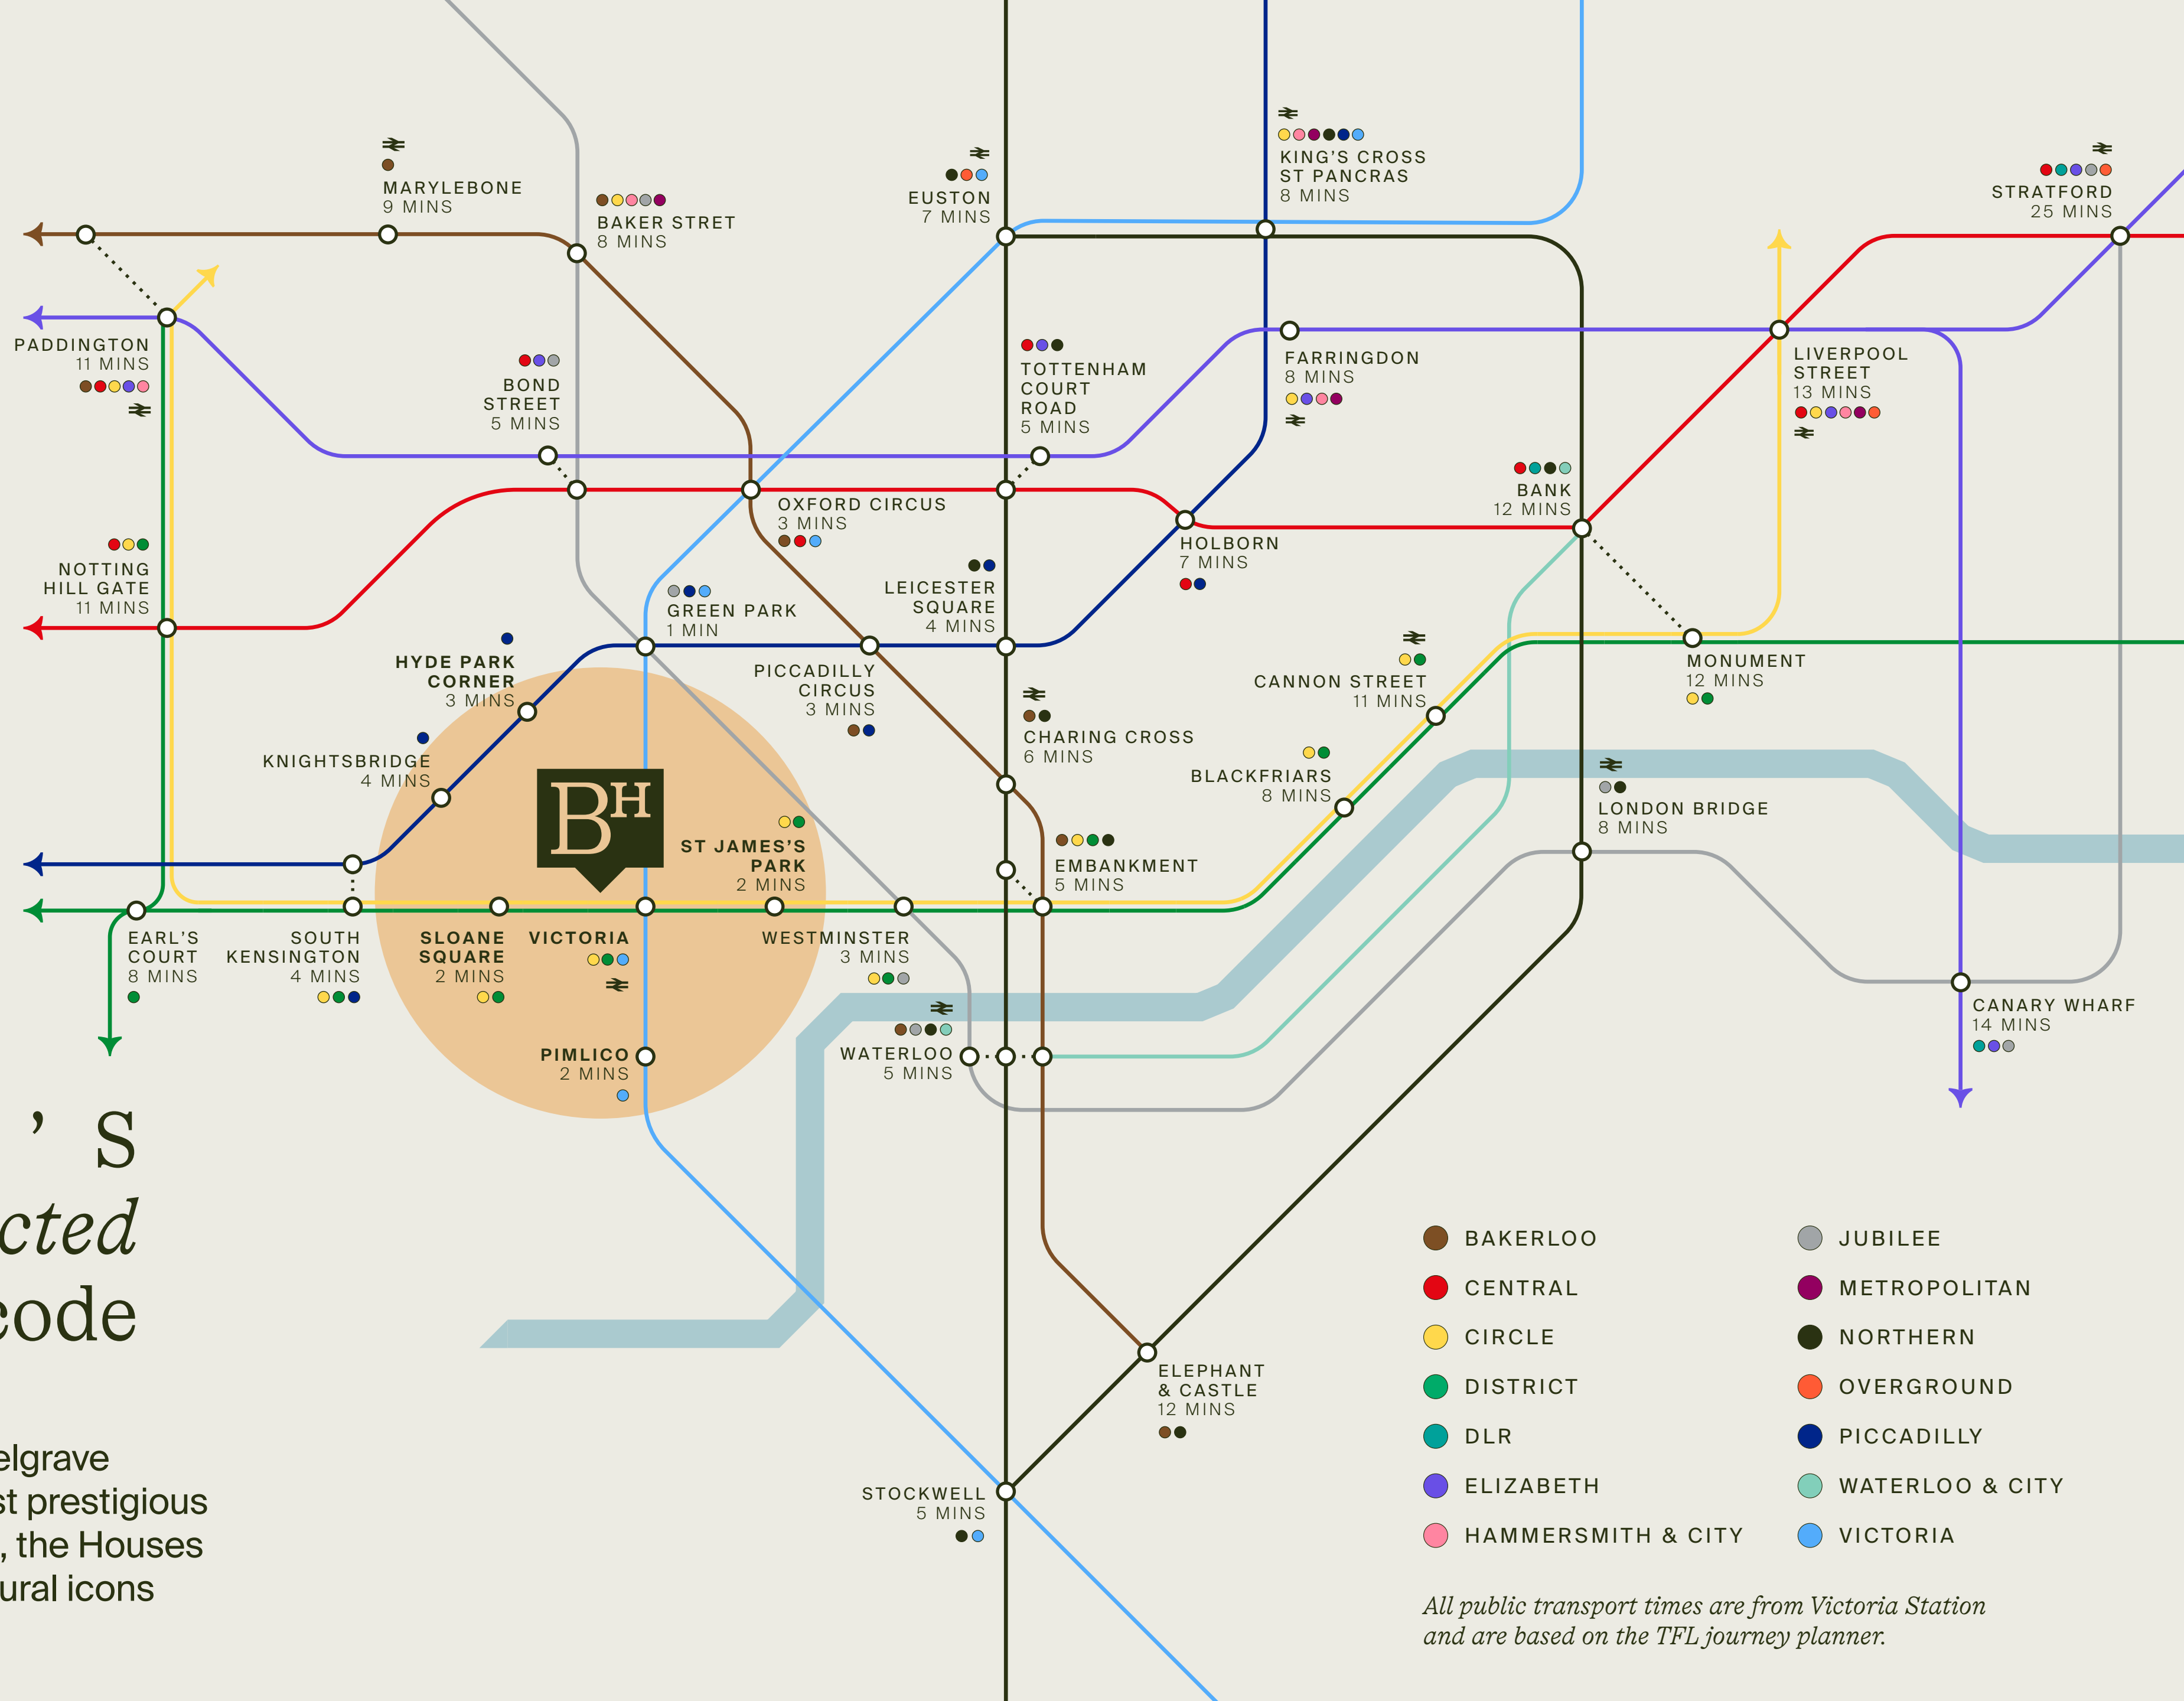 MARYLEBONE
9 MINS
BAKER STRET
8 MINS
EUSTON
7 MINS
KING'S CROSS
ST PANCRAS
8 MINS
STRATFORD
25 MINS
PADDINGTON
11 MINS
BOND
STREET
5 MINS
TOTTENHAM
COURT
ROAD
5 MINS
FARRINGDON
8 MINS
LIVERPOOL
STREET
13 MINS
OXFORD CIRCUS
3 MINS
BANK
12 MINS
HOLBORN
7 MINS
NOTTING
HILL GATE
11 MINS
GREEN PARK
1 MIN
LEICESTER
SQUARE
4 MINS
HYDE PARK
CORNER
3 MINS
PICCADILLY
CIRCUS
3 MINS
CANNON STREET
11 MINS
MONUMENT
12 MINS
KNIGHTSBRIDGE
4 MINS
CHARING CROSS
6 MINS
BLACKFRIARS
8 MINS
LONDON BRIDGE
8 MINS
BH
ST JAMES'S
PARK
2 MINS
EMBANKMENT
5 MINS
EARL'S
COURT
8 MINS
SOUTH
KENSINGTON
4 MINS
SLOANE
SQUARE
2 MINS
VICTORIA
WESTMINSTER
3 MINS
CANARY WHARF
14 MINS
PIMLICO
2 MINS
WATERLOO
5 MINS
ELEPHANT
& CASTLE
12 MINS
STOCKWELL
5 MINS
’ S
cted
code
elgrave
st prestigious
, the Houses
ural icons
BAKERLOO
CENTRAL
CIRCLE
DISTRICT
DLR
ELIZABETH
HAMMERSMITH & CITY
JUBILEE
METROPOLITAN
NORTHERN
OVERGROUND
PICCADILLY
WATERLOO & CITY
VICTORIA
All public transport times are from Victoria Station
and are based on the TFL journey planner.